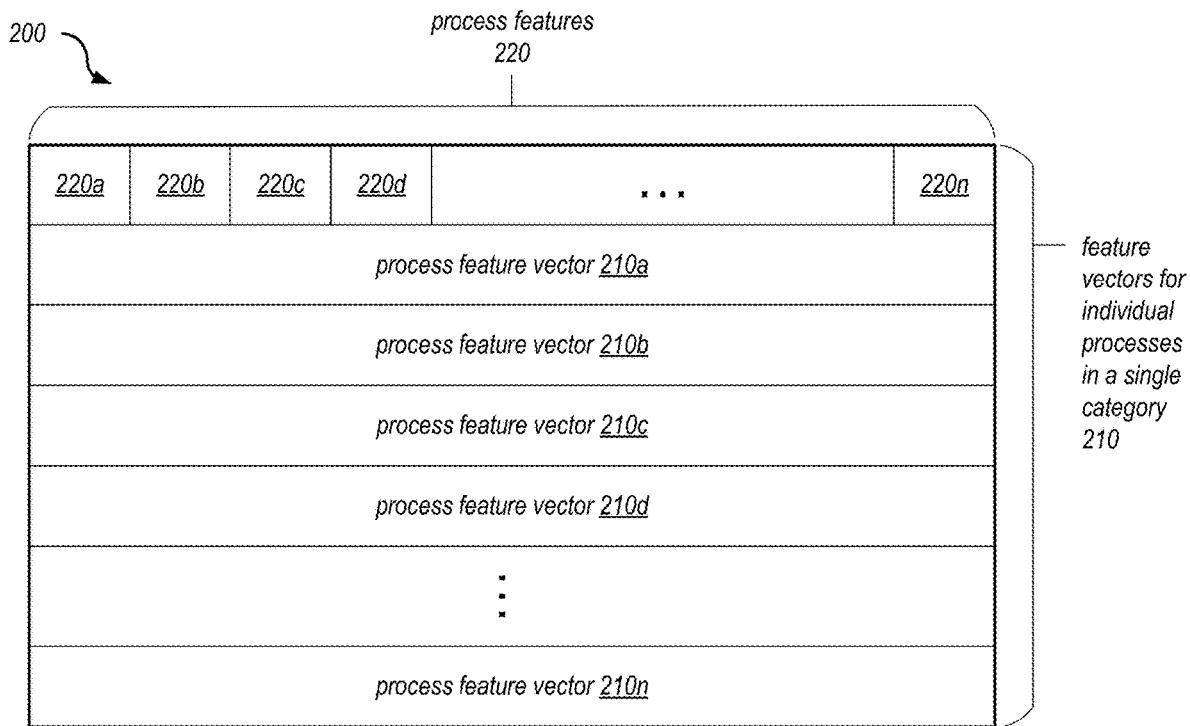 200
process features
220
220a 220b 220c 220d ... 220n
process feature vector 210a
process feature vector 210b
process feature vector 210c
process feature vector 210d
process feature vector 210n
feature
vectors for
individual
processes
in a single
category
210